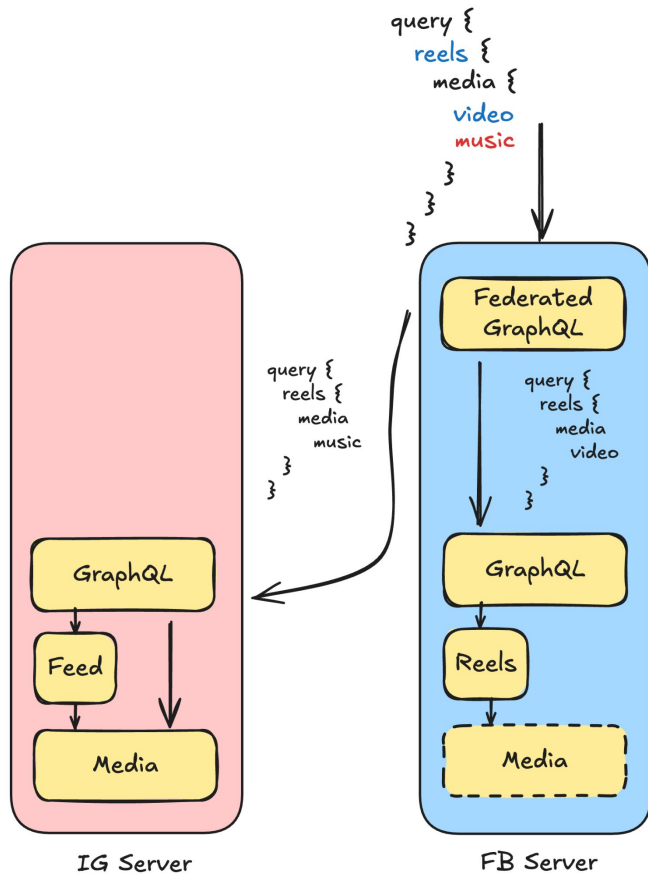 query {
reels {
media {
video
music
}
}
}
Federated
GraphQL
query {
reels {
media
music
}
}
query {
reels {
media
video
}
}
GraphQL
Feed
Media
GraphQL
Reels
Media
IG Server
FB Server